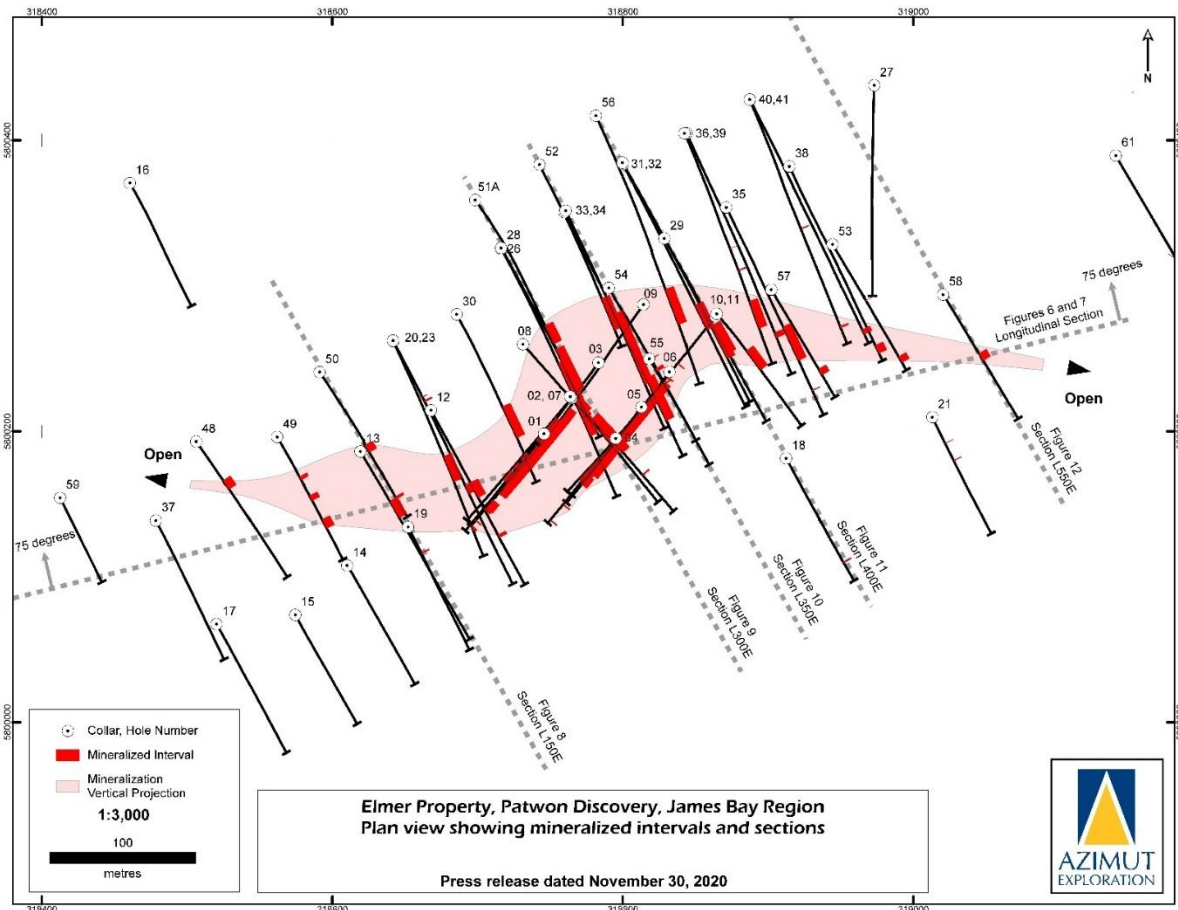 318400 318600 318800 319000
5800400
5800200
5800000
N
27
56
40,41
36,39
61
52
31,32
38
16
51A
33,34
35
28
26
29
53
54
57
58
75 degrees
Figures 6 and 7
Longitudinal Section
30
09
10,11
20,23
08
03
55
06
50
12
02, 07
05
01
04
Open
21
48
49
13
18
Open
59
37
19
14
75 degrees
17
15
Figure 12
Section L550E
Figure 11
Section L400E
Figure 10
Section L350E
Figure 9
Section L300E
Figure 8
Section L150E
Collar, Hole Number
Mineralized Interval
Mineralization
Vertical Projection
1:3,000
100
metres
Elmer Property, Patwon Discovery, James Bay Region
Plan view showing mineralized intervals and sections
Press release dated November 30, 2020
AZIMUT
EXPLORATION
318400 318600 319000